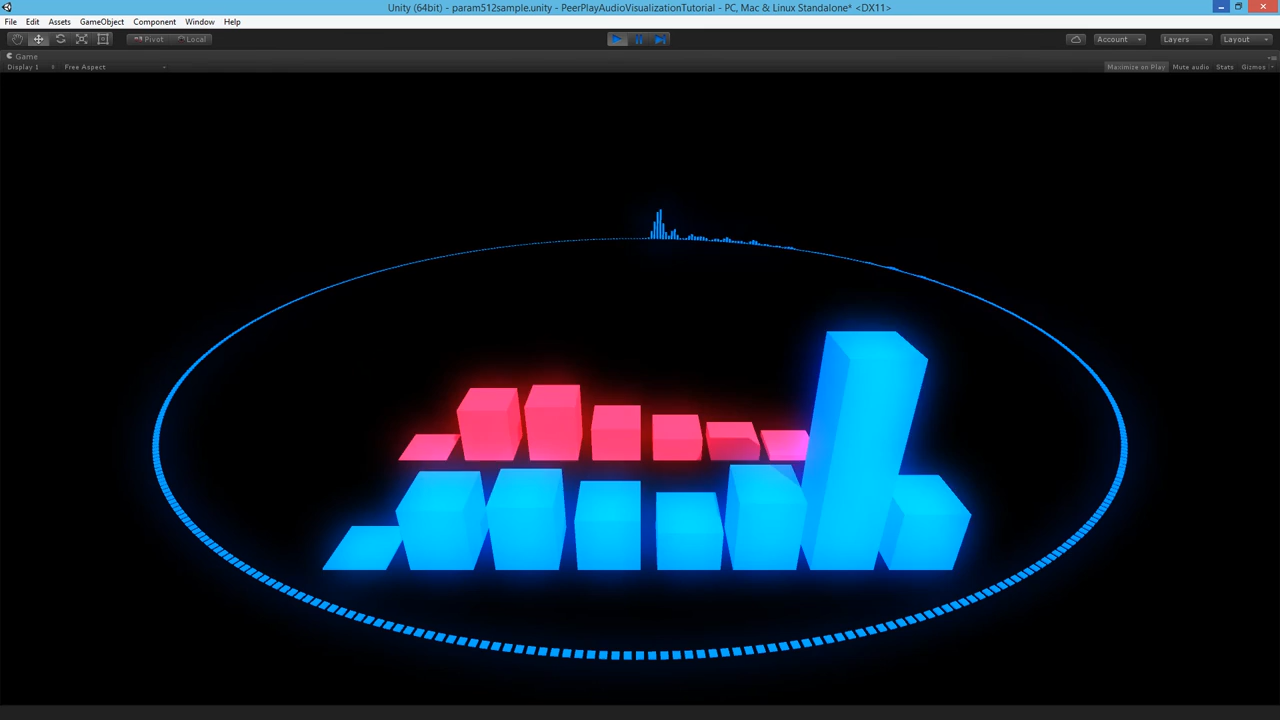 Unity (64bit) - param512sample.unity - PeerPlayAudioVisualizationTutorial - PC, Mac & Linux Standalone* <DX11>
File Edit Assets GameObject Component Window Help
Pivot Local Account Layers Layout
Game
Display 1 Free Aspect Maximize on Play Mute audio Stats Gizmos